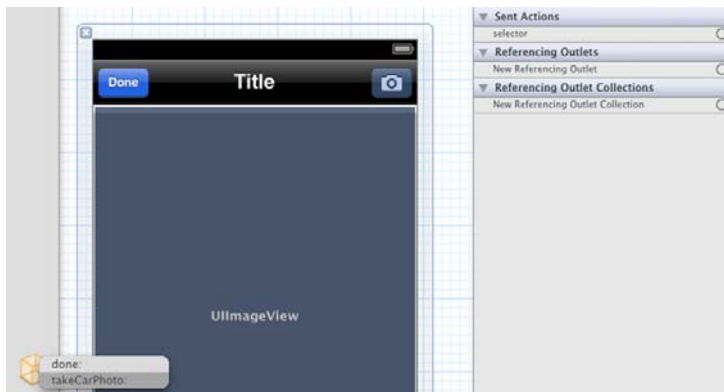 Done
Title
UIImageView
done:
takeCarPhoto:
Sent Actions
selector
Referencing Outlets
New Referencing Outlet
Referencing Outlet Collections
New Referencing Outlet Collection